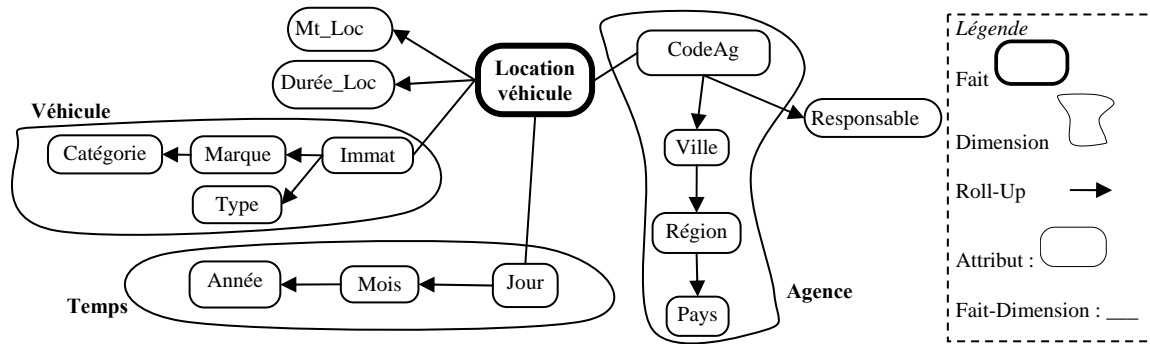 Mt_Loc
Durée_Loc
Location
véhicule
CodeAg
Responsable
Ville
Région
Pays
Agence
Véhicule
Catégorie
Marque
Immat
Type
Année
Mois
Jour
Temps
Légende
Fait
Dimension
Roll-Up
Attribut :
Fait-Dimension : ___